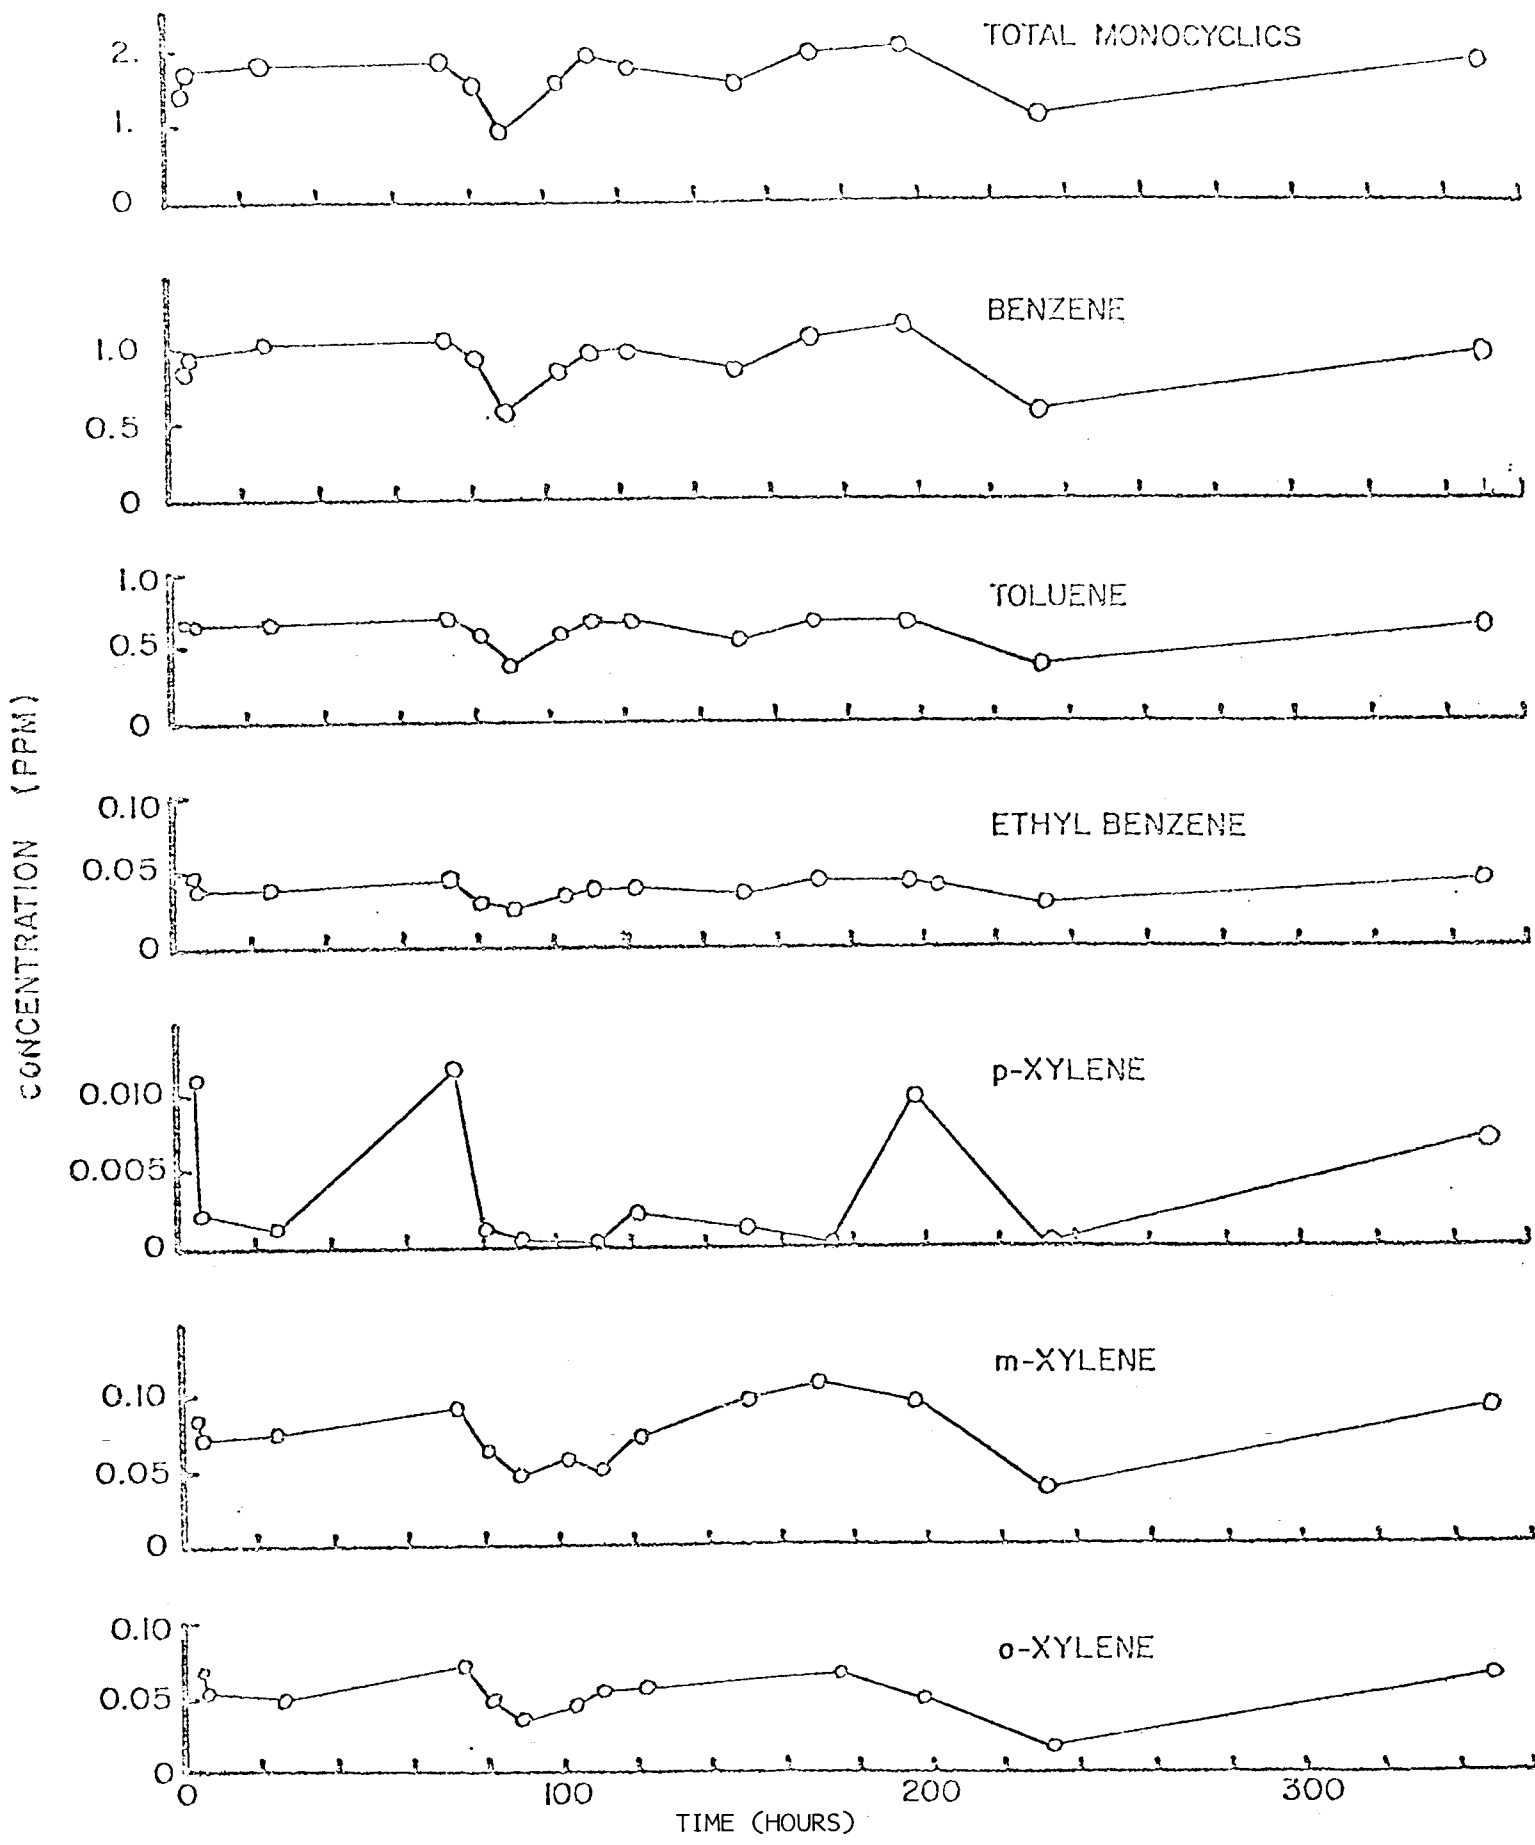 TOTAL MONOCYCLICS
2.
1.
0
BENZENE
1.0
0.5
0
TOLUENE
1.0
0.5
0
ETHYL BENZENE
0.10
0.05
0
p-XYLENE
0.010
0.005
0
m-XYLENE
0.10
0.05
0
o-XYLENE
0.10
0.05
0
0 100 200 300
TIME (HOURS)
CONCENTRATION (PPM)